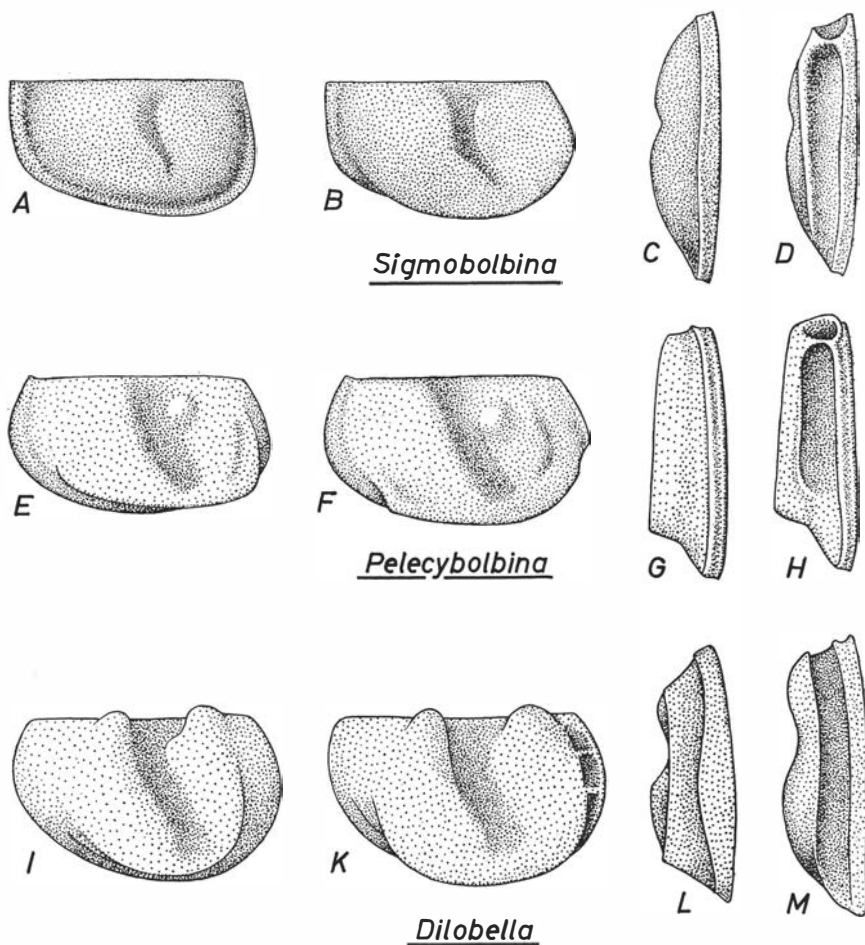 A B C D
Sigmobolbina
E F G H
Pelecybolbina
I K L M
Dilobella